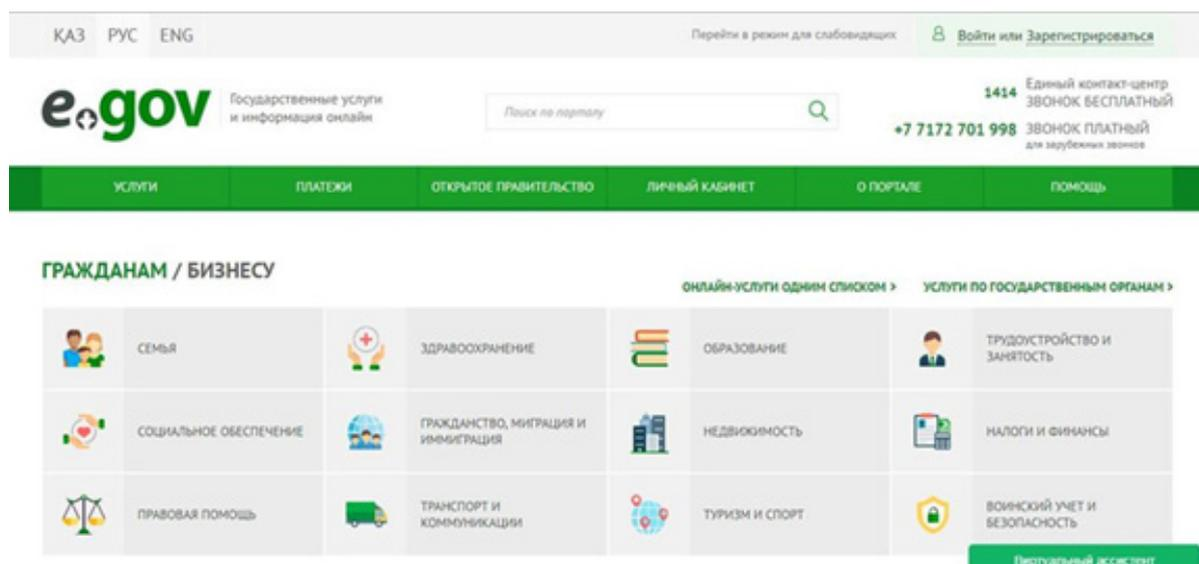 ҚАЗ РУС ENG
Перейти в режим для слабовидящих
Войти или Зарегистрироваться
e.gov
Государственные услуги
и информация онлайн
Поиск по порталу
1414 Единый контакт-центр
ЗВОНОК БЕСПЛАТНЫЙ
+7 7172 701 998 ЗВОНОК ПЛАТНЫЙ
для зарубежных звонков
УСЛУГИ
ПЛАТЕЖИ
ОТКРЫТОЕ ПРАВИТЕЛЬСТВО
ЛИЧНЫЙ КАБИНЕТ
О ПОРТАЛЕ
ПОМОЩЬ
ГРАЖДАНАМ / БИЗНЕСУ
ОНЛАЙН-УСЛУГИ ОДНИМ СПИСКОМ >
УСЛУГИ ПО ГОСУДАРСТВЕННЫМ ОРГАНАМ >
СЕМЬЯ
ЗДРАВООХРАНЕНИЕ
ОБРАЗОВАНИЕ
ТРУДОУСТРОЙСТВО И
ЗАНЯТОСТЬ
СОЦИАЛЬНОЕ ОБЕСПЕЧЕНИЕ
ГРАЖДАНСТВО, МИГРАЦИЯ И
ИММИГРАЦИЯ
НЕДВИЖИМОСТЬ
НАЛОГИ И ФИНАНСЫ
ПРАВОВАЯ ПОМОЩЬ
ТРАНСПОРТ И
КОММУНИКАЦИИ
ТУРИЗМ И СПОРТ
ВОИНСКИЙ УЧЕТ И
БЕЗОПАСНОСТЬ
Виртуальный ассистент